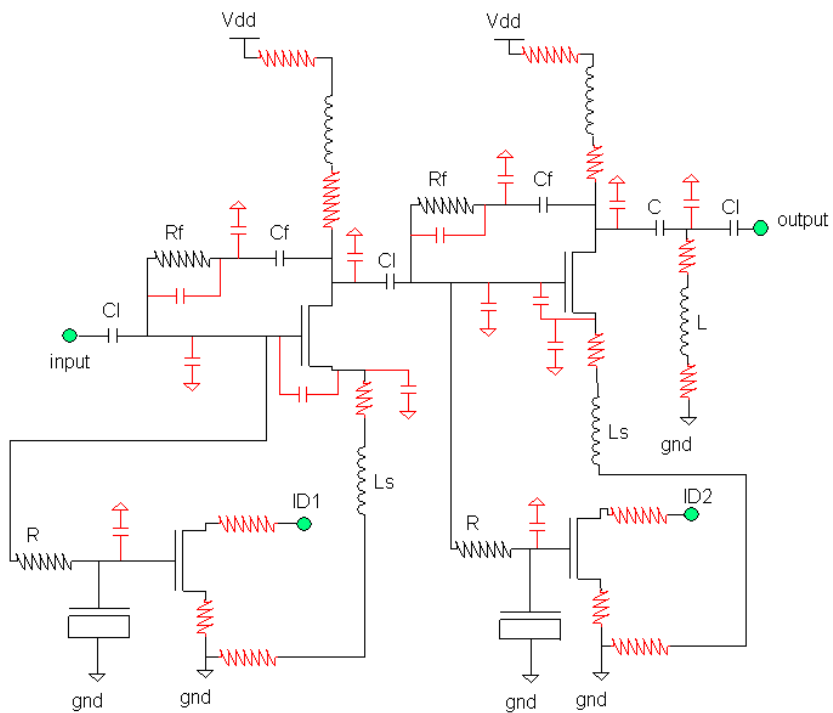 Vdd
Vdd
Rf
Cf
Rf
Cf
C
Cl
output
Cl
Cl
input
L
gnd
Ls
Ls
ID1
ID2
R
R
gnd
gnd
gnd
gnd